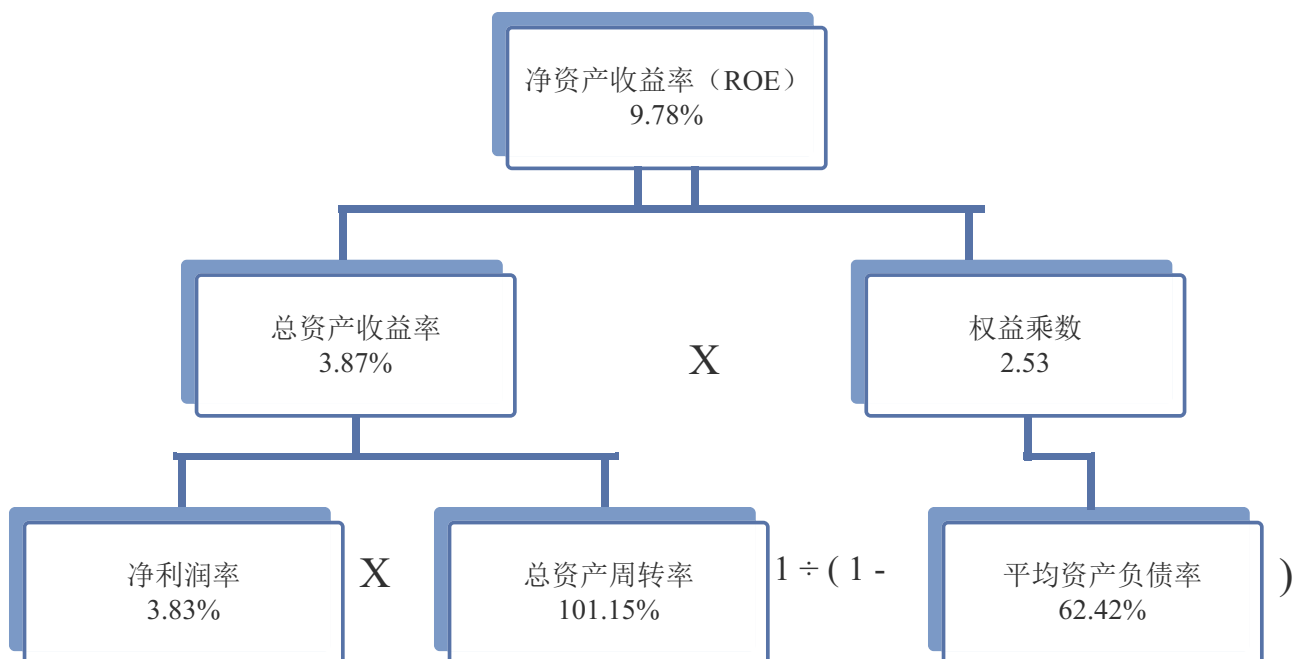 净资产收益率（ROE）
9.78%
总资产收益率
3.87%
X
权益乘数
2.53
净利润率
3.83%
X
总资产周转率
101.15%
1 ÷ ( 1 -
平均资产负债率
62.42%
)